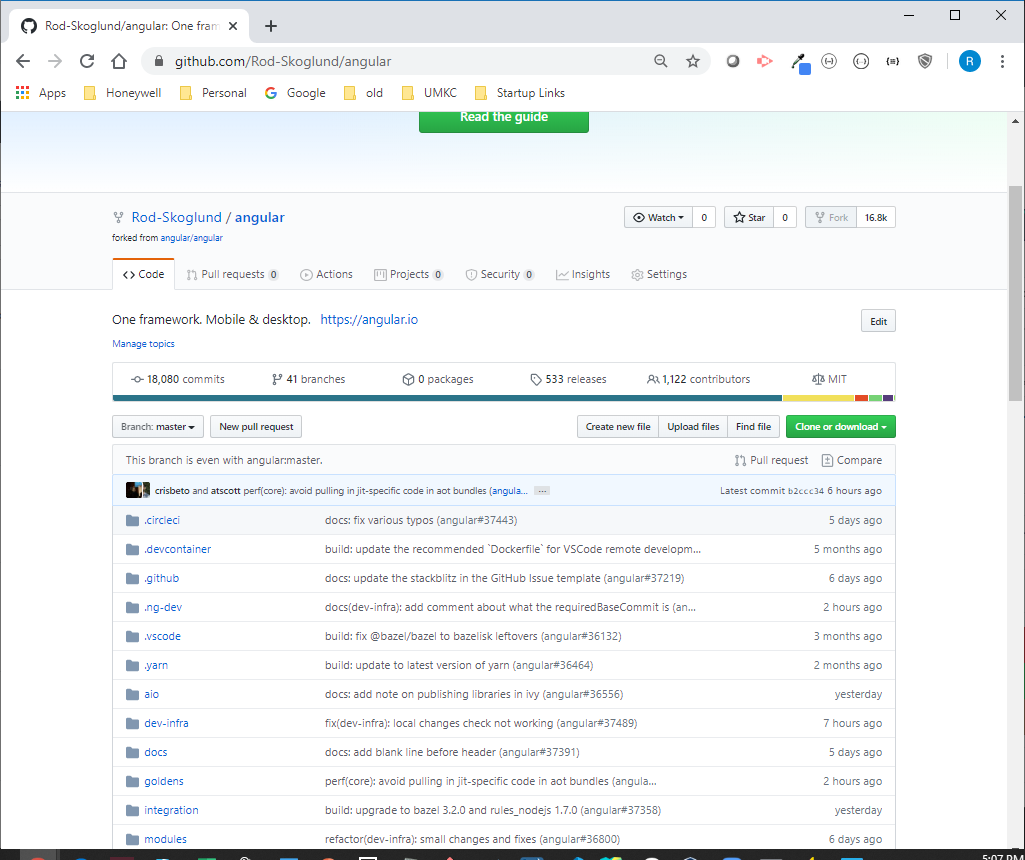 Rod-Skoglund/angular: One fram
github.com/Rod-Skoglund/angular
R
Apps Honeywell Personal Google old UMKC Startup Links
Read the guide
Rod-Skoglund / angular
Watch 0 Star 0 Fork 16.8k
forked from angular/angular
Code Pull requests 0 Actions Projects 0 Security 0 Insights Settings
One framework. Mobile & desktop. https://angular.io
Edit
Manage topics
18,080 commits 41 branches 0 packages 533 releases 1,122 contributors MIT
Branch: master New pull request Create new file Upload files Find file Clone or download
This branch is even with angular:master. Pull request Compare
crisbeto and atscott perf(core): avoid pulling in jit-specific code in aot bundles (angula... ... Latest commit b2ccc34 6 hours ago
.circleci docs: fix various typos (angular#37443) 5 days ago
.devcontainer build: update the recommended `Dockerfile` for VSCode remote developm... 5 months ago
.github docs: update the stackblitz in the GitHub Issue template (angular#37219) 6 days ago
.ng-dev docs(dev-infra): add comment about what the requiredBaseCommit is (an... 2 hours ago
.vscode build: fix @bazel/bazel to bazelisk leftovers (angular#36132) 3 months ago
.yarn build: update to latest version of yarn (angular#36464) 2 months ago
aio docs: add note on publishing libraries in ivy (angular#36556) yesterday
dev-infra fix(dev-infra): local changes check not working (angular#37489) 7 hours ago
docs docs: add blank line before header (angular#37391) 5 days ago
goldens perf(core): avoid pulling in jit-specific code in aot bundles (angula... 2 hours ago
integration build: upgrade to bazel 3.2.0 and rules_nodejs 1.7.0 (angular#37358) yesterday
modules refactor(dev-infra): small changes and fixes (angular#36800) 6 days ago
5:07 PM